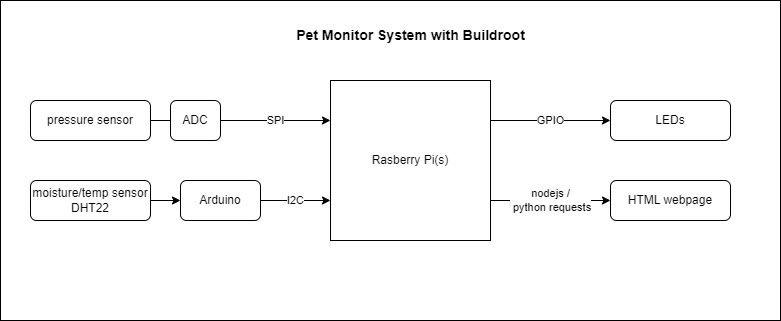 Pet Monitor System with Buildroot
pressure sensor
ADC
SPI
Rasberry Pi(s)
GPIO
LEDs
moisture/temp sensor
DHT22
Arduino
I2C
nodejs /
python requests
HTML webpage